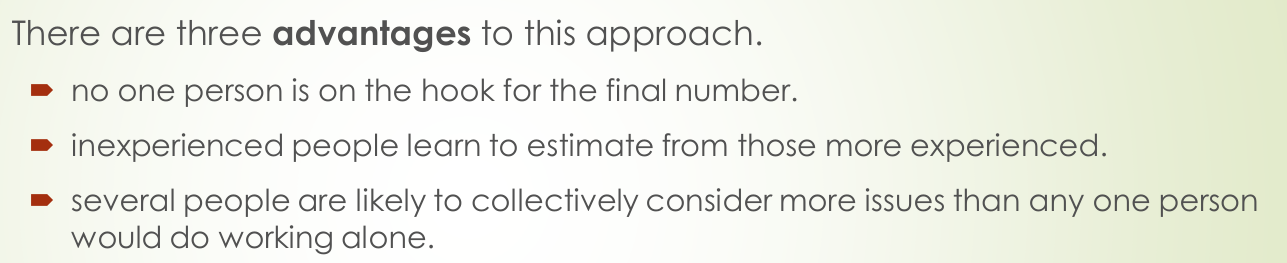 There are three advantages to this approach.
no one person is on the hook for the final number.
inexperienced people learn to estimate from those more experienced.
several people are likely to collectively consider more issues than any one person
would do working alone.